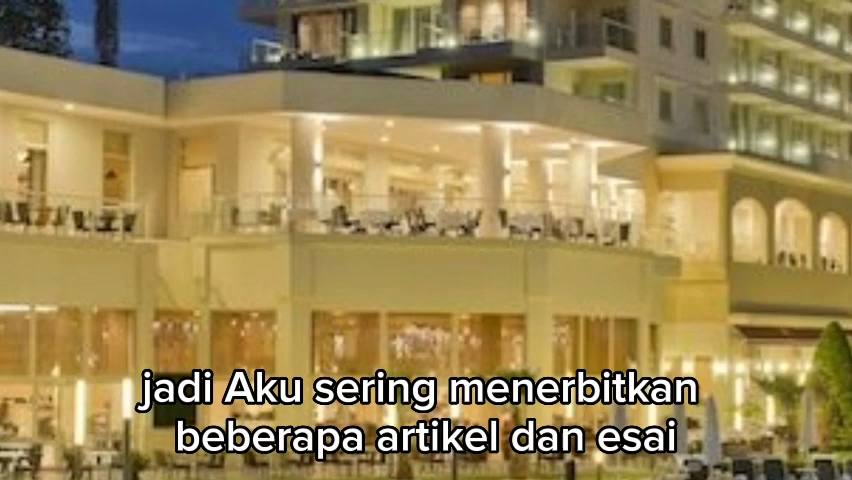 jadi Aku sering menerbitkan
beberapa artikel dan esai